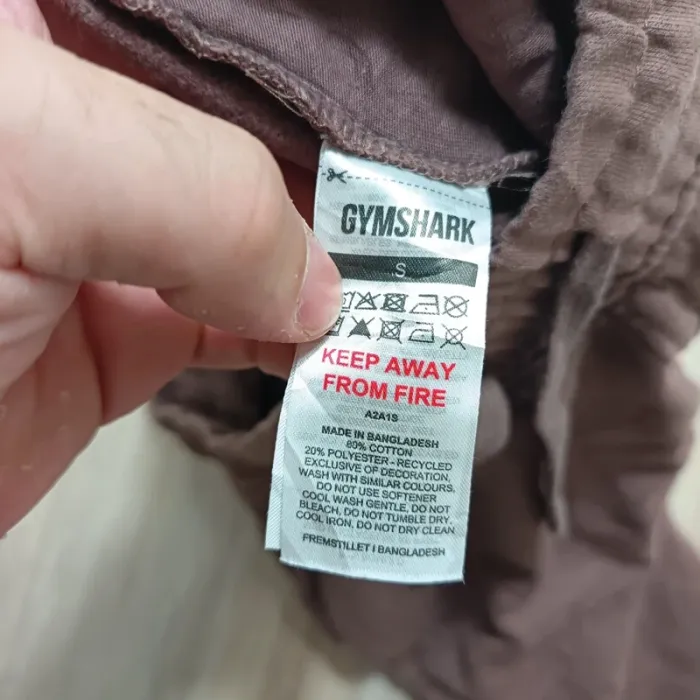 GYMSHARK
S
KEEP AWAY
FROM FIRE
A2A1S
MADE IN BANGLADESH
80% COTTON
20% POLYESTER - RECYCLED
EXCLUSIVE OF DECORATION,
WASH WITH SIMILAR COLOURS,
DO NOT USE SOFTENER
COOL WASH GENTLE, DO NOT
BLEACH, DO NOT TUMBLE DRY,
COOL IRON, DO NOT DRY CLEAN
FREMSTILLET I BANGLADESH